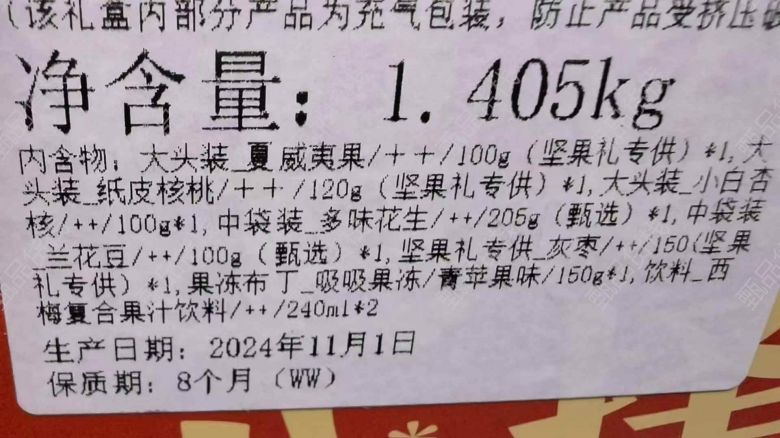 （该礼盒内部分产品为充气包装，防止产品受挤压
净含量：1.405kg
内含物：大头装_夏威夷果/++/100g（坚果礼专供）*1,大
头装_纸皮核桃/++/120g（坚果礼专供）*1,大头装_小白杏
核/++/100g*1,中袋装_多味花生/++/205g（甄选）*1,中袋装
_兰花豆/++/100g（甄选）*1,坚果礼专供_灰枣/++/150(坚果
礼专供）*1,果冻布丁_吸吸果冻/青苹果味/150g*1,饮料_西
梅复合果汁饮料/++/240ml*2
生产日期：2024年11月1日
保质期：8个月（WW）